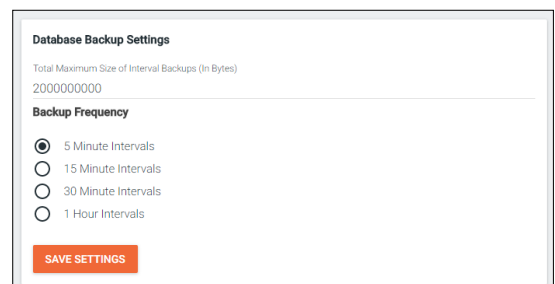 Database Backup Settings
Total Maximum Size of Interval Backups (In Bytes)
2000000000
Backup Frequency
5 Minute Intervals
15 Minute Intervals
30 Minute Intervals
1 Hour Intervals
SAVE SETTINGS